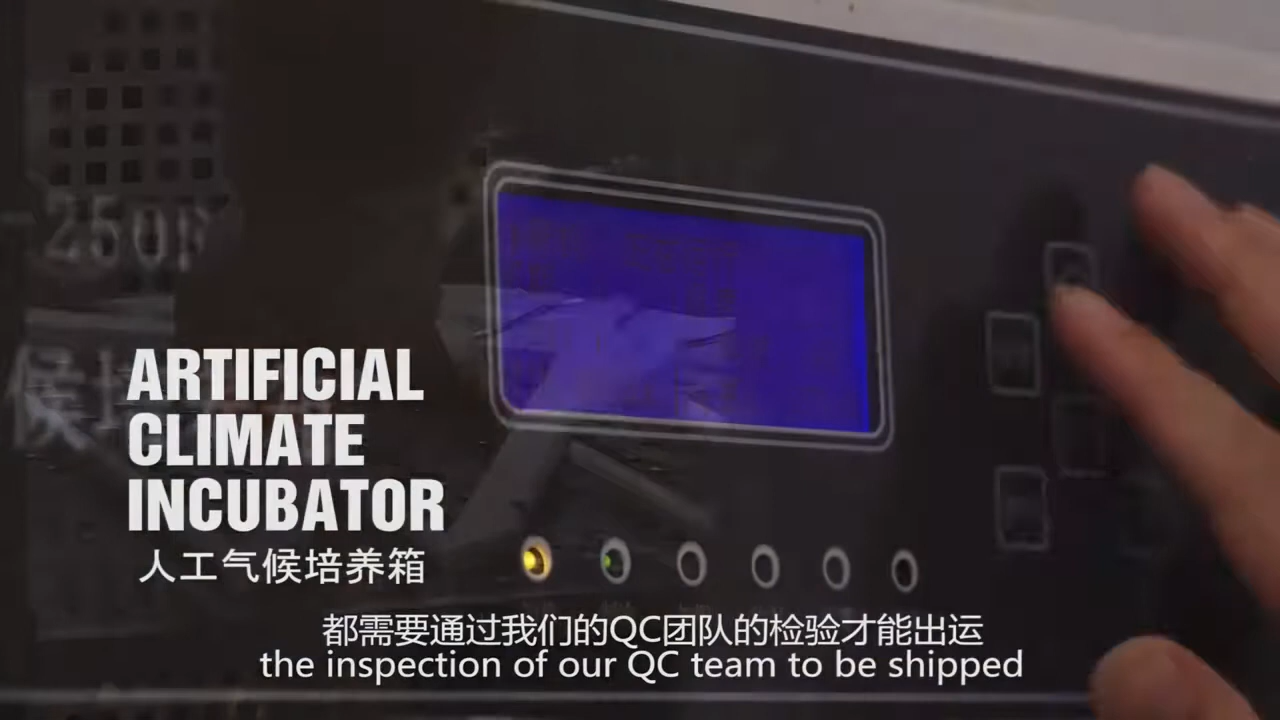 ARTIFICIAL
CLIMATE
INCUBATOR
人工气候培养箱
都需要通过我们的QC团队的检验才能出运
the inspection of our QC team to be shipped